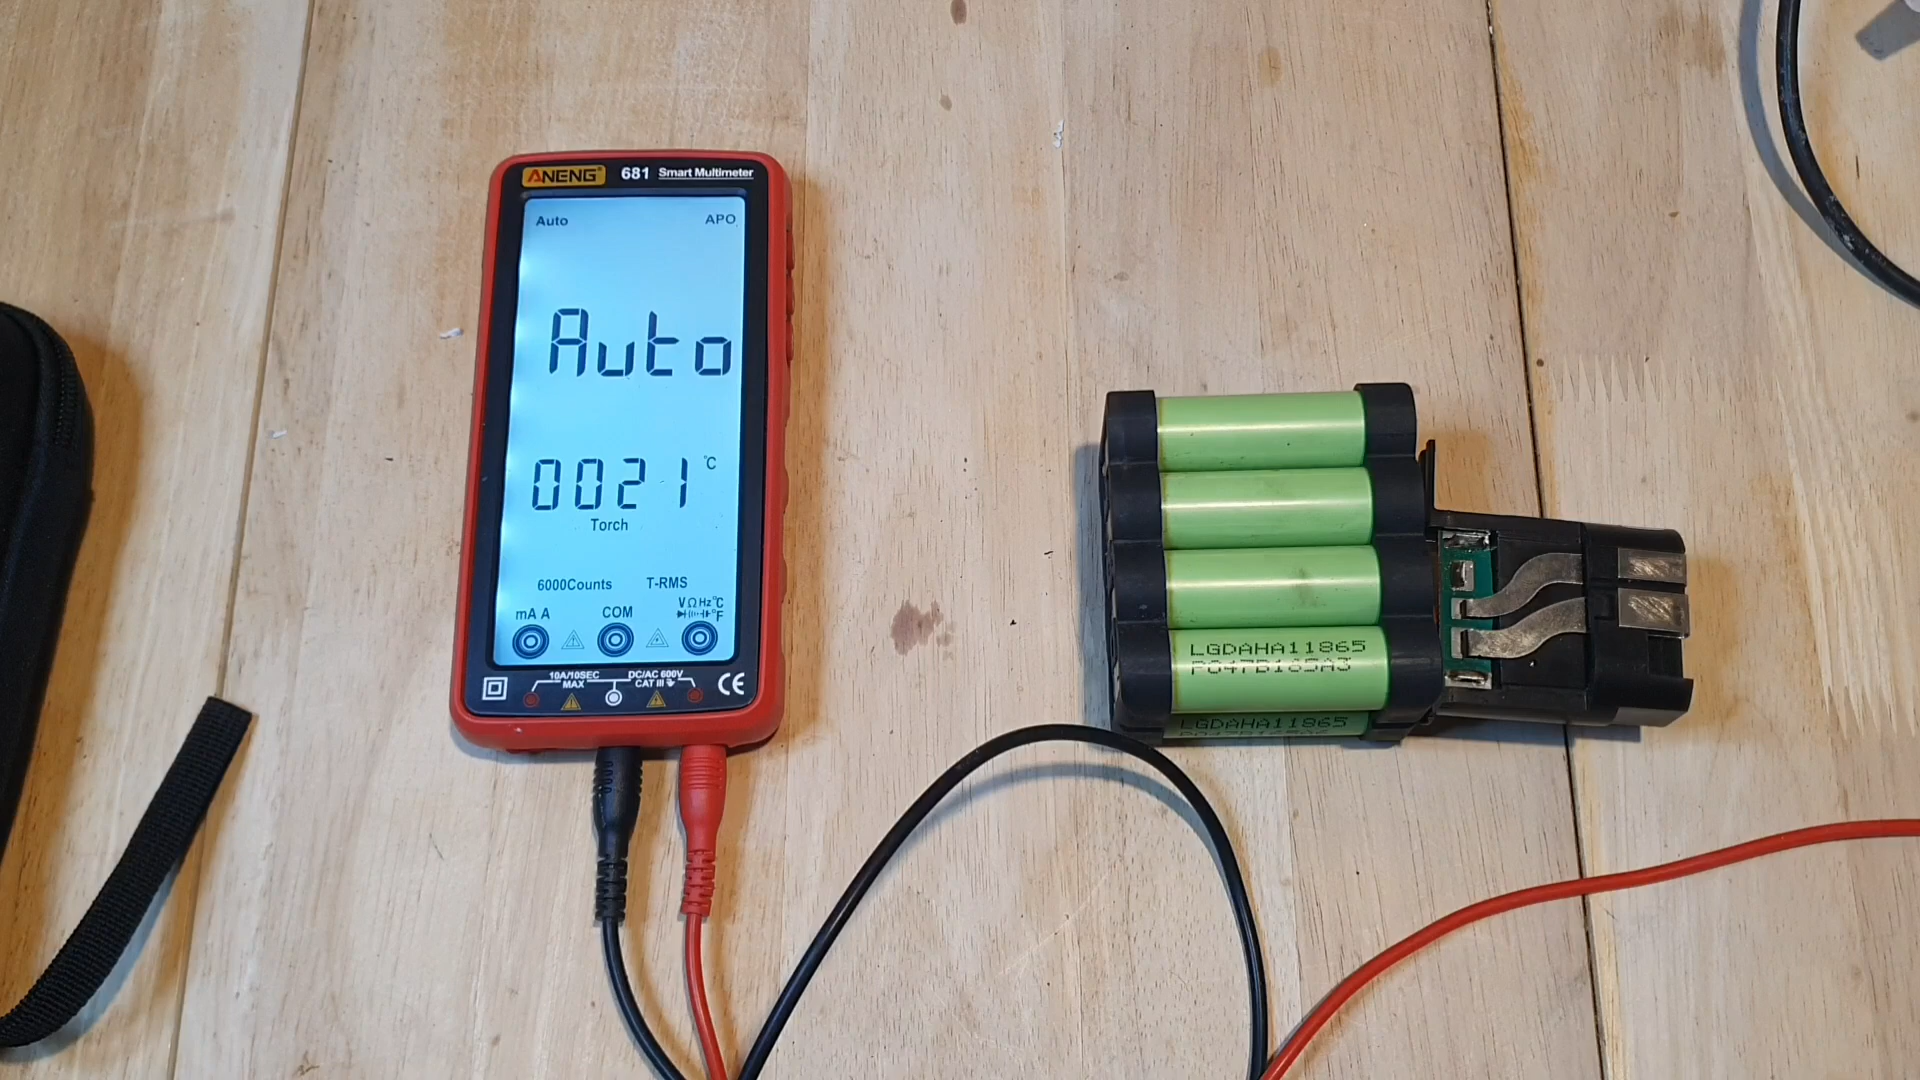 ANENG® 681 Smart Multimeter
Auto APO
Auto
0021 °C
Torch
6000Counts T-RMS
mA A COM VΩHz°C
°F
10A/10SEC MAX DC/AC 600V CAT III
CE
LGDAHA11865
P047B165A3
LGDAHA11865